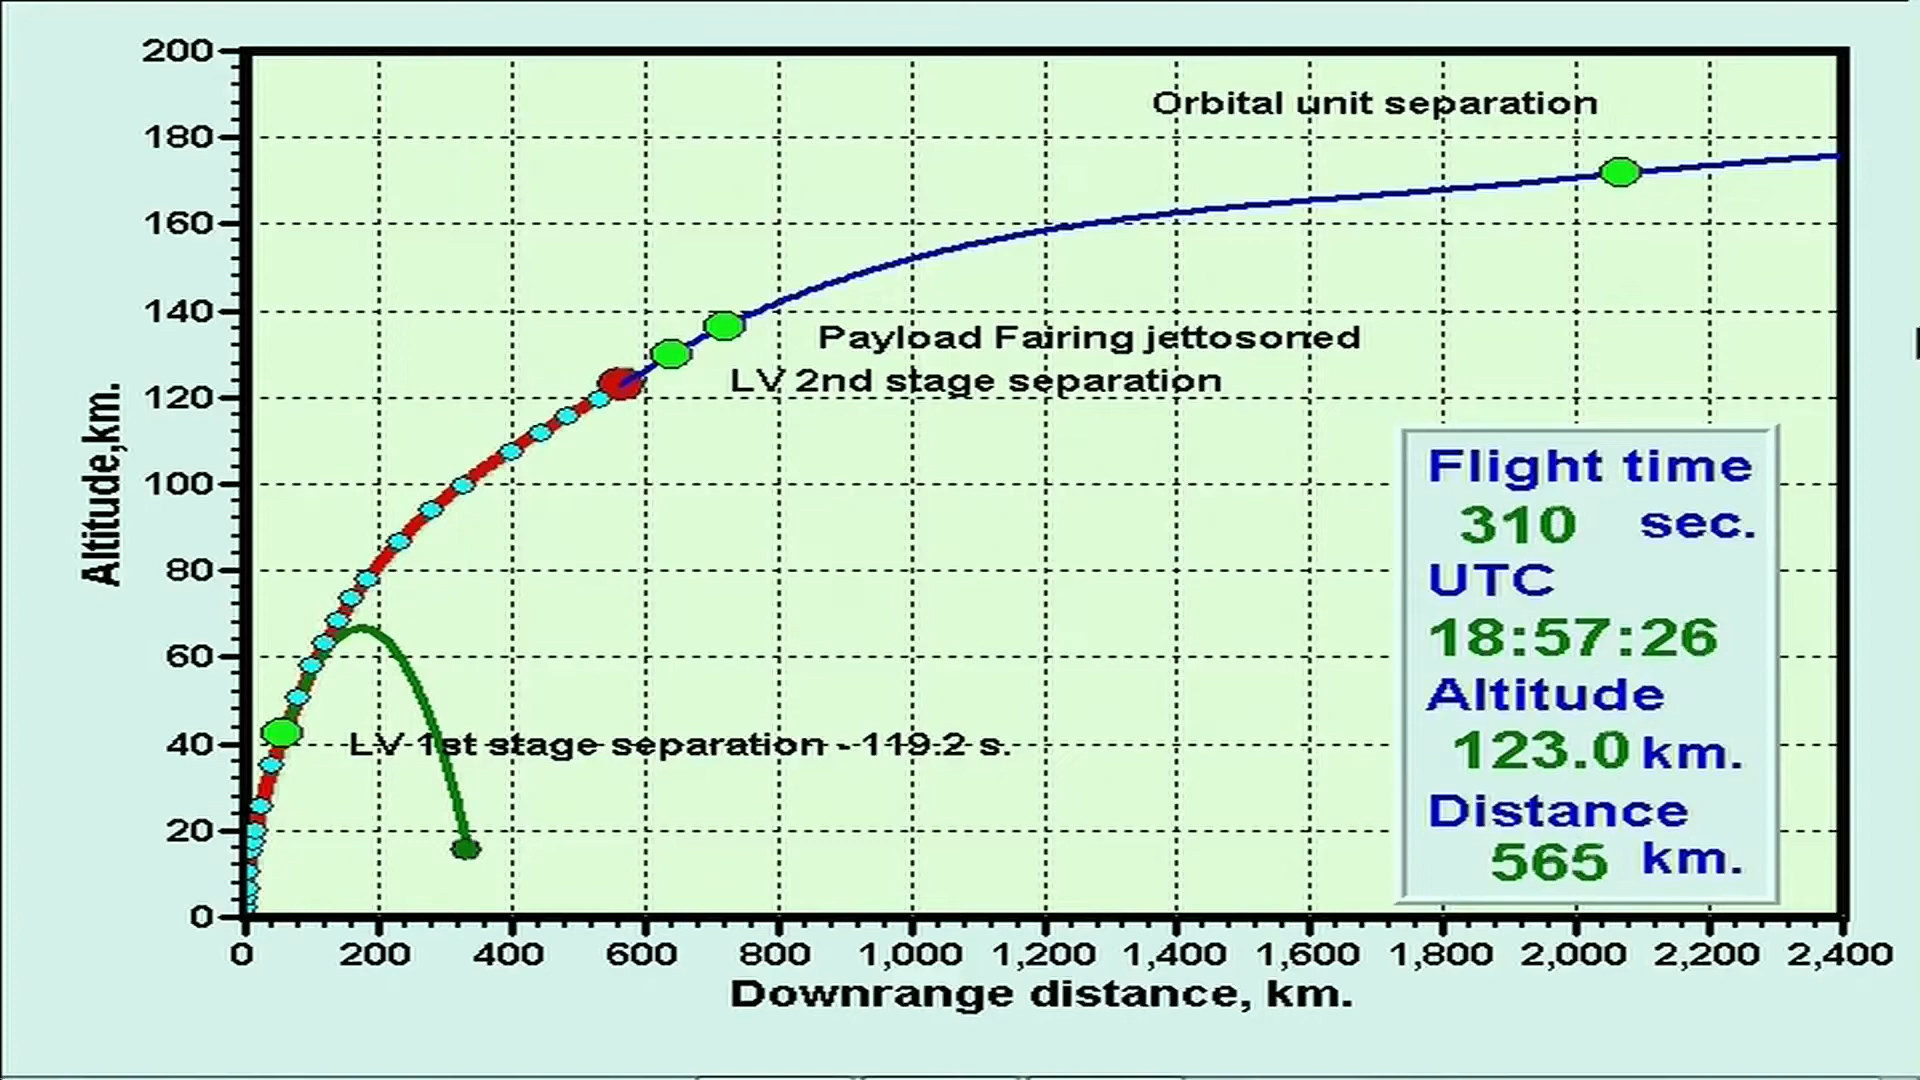 200
180
160
140
120
100
80
60
40
20
0
Altitude,km.
Orbital unit separation
Payload Fairing jettosoned
LV 2nd stage separation
LV 1st stage separation - 119.2 s.
Flight time
310 sec.
UTC
18:57:26
Altitude
123.0 km.
Distance
565 km.
0 200 400 600 800 1,000 1,200 1,400 1,600 1,800 2,000 2,200 2,400
Downrange distance, km.